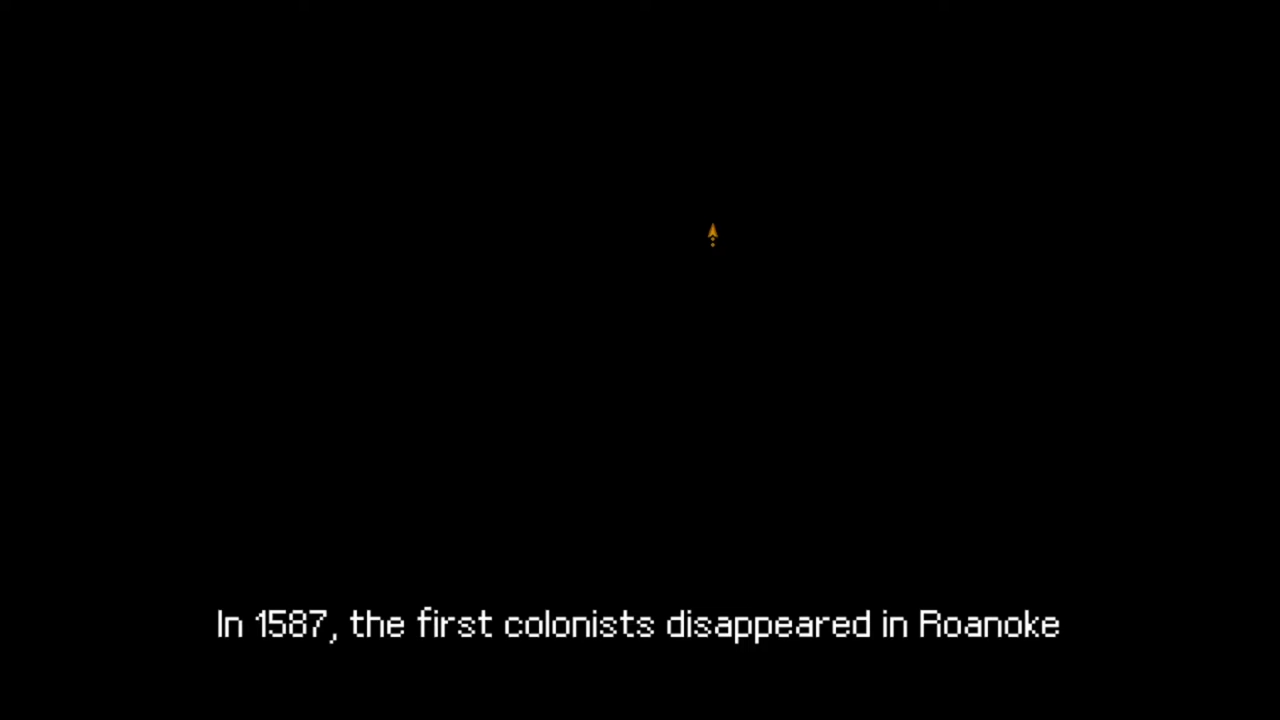 In 1587, the first colonists disappeared in Roanoke